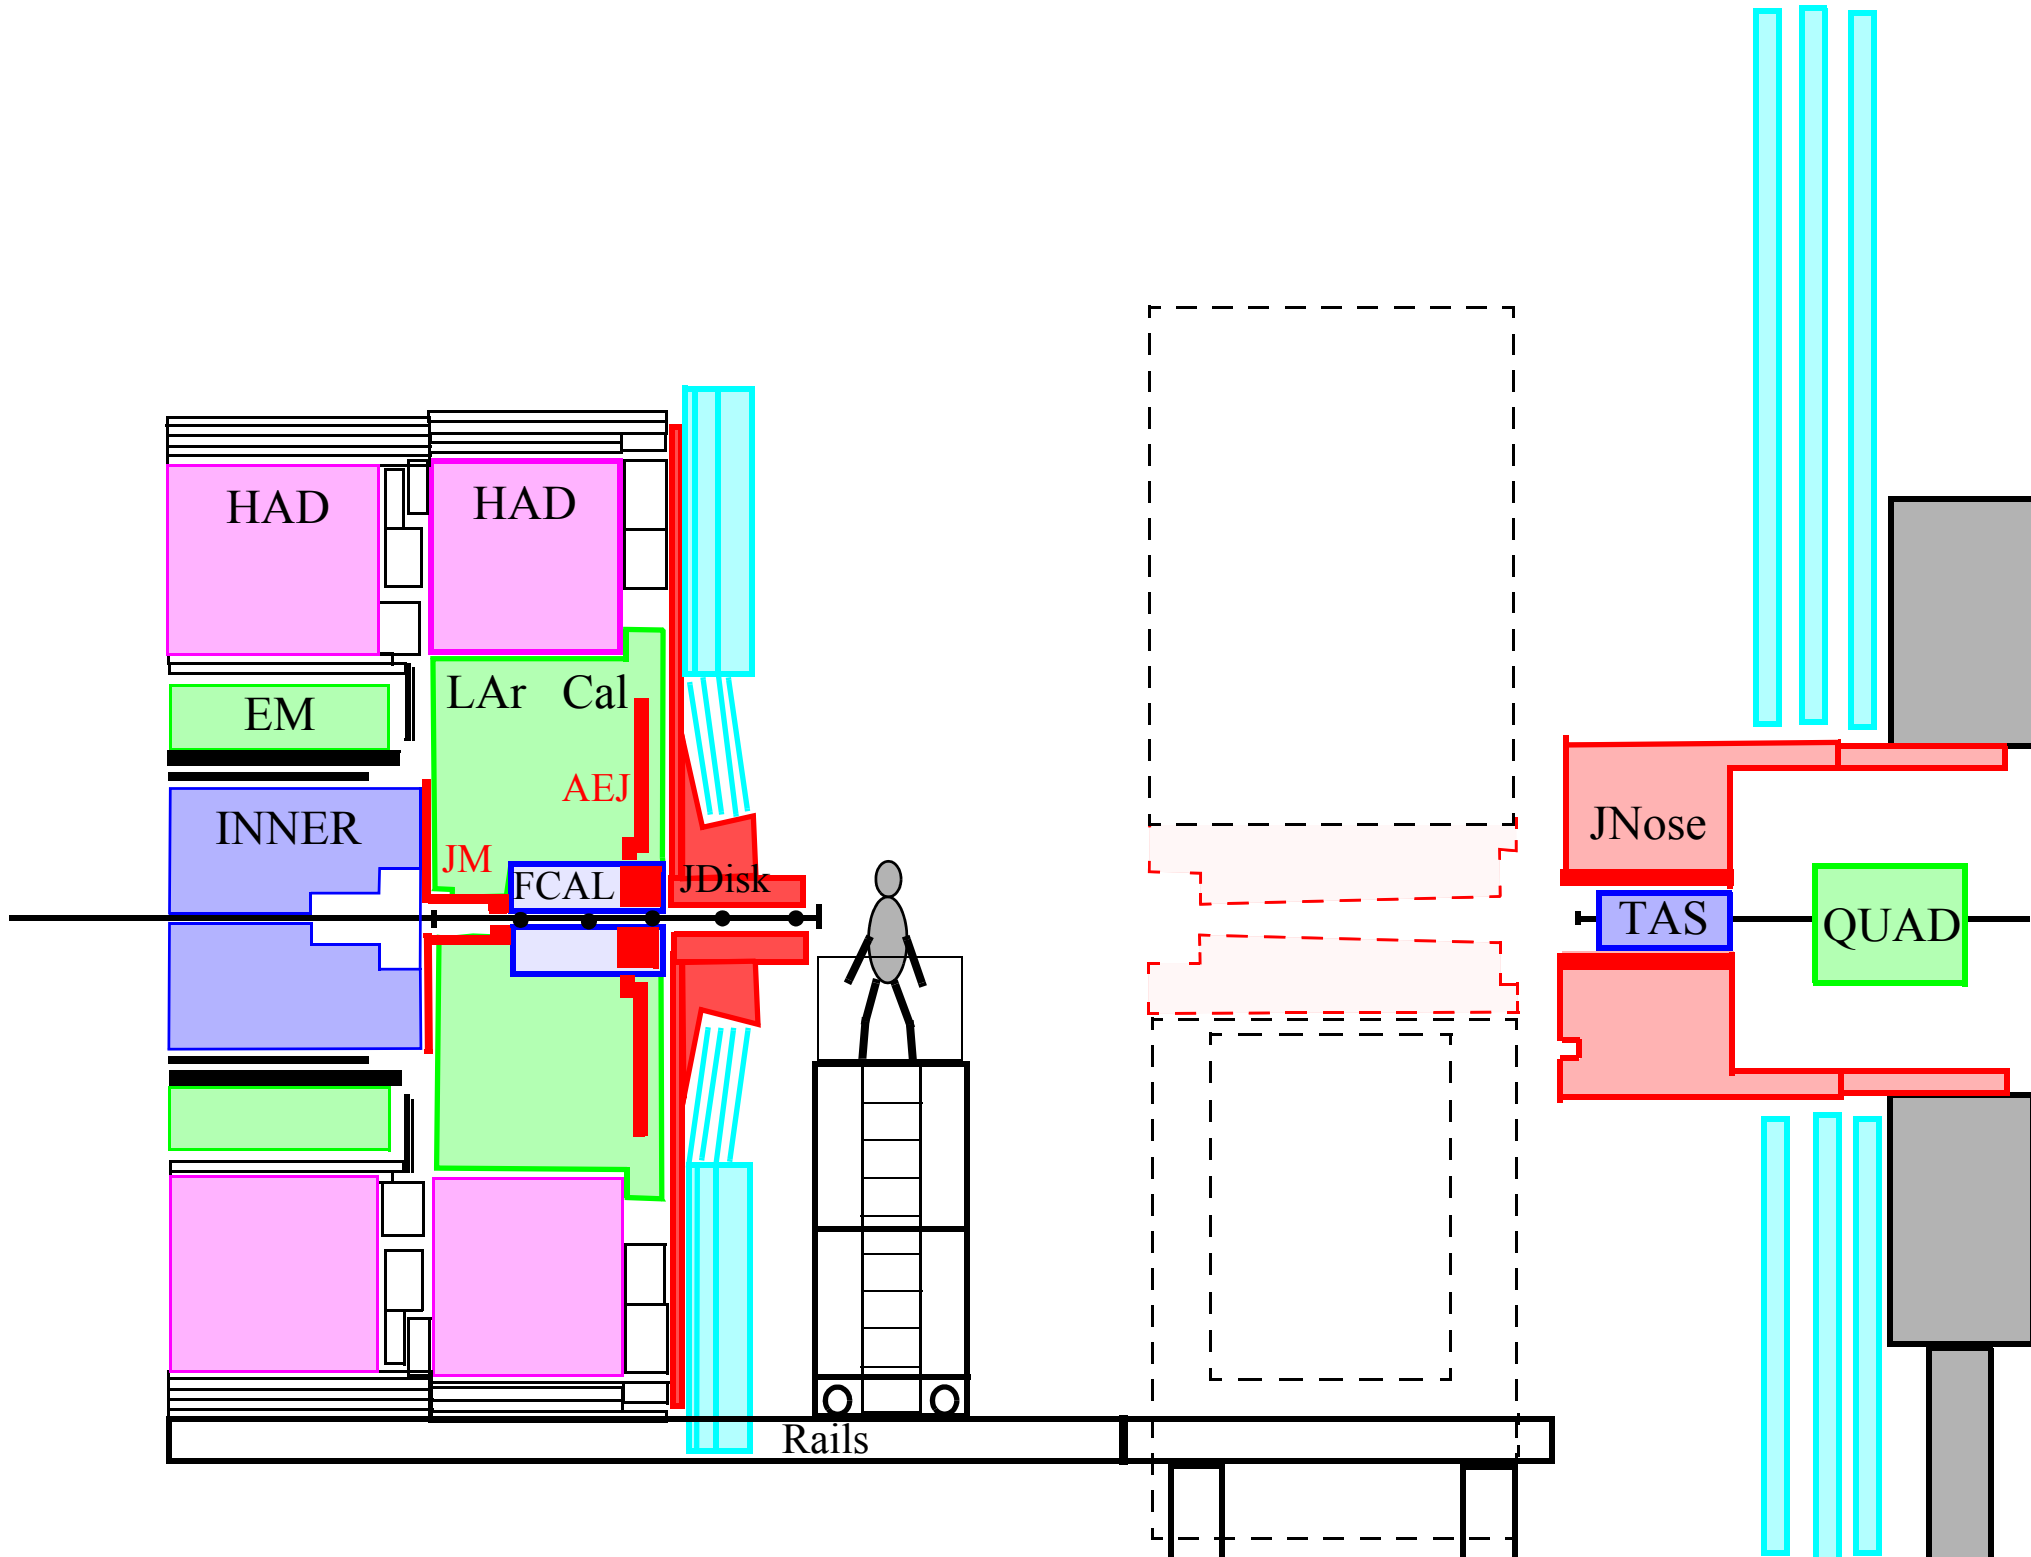 HAD
HAD
LAr Cal
EM
AEJ
INNER
JM
FCAL
JDisk
JNose
TAS
QUAD
Rails